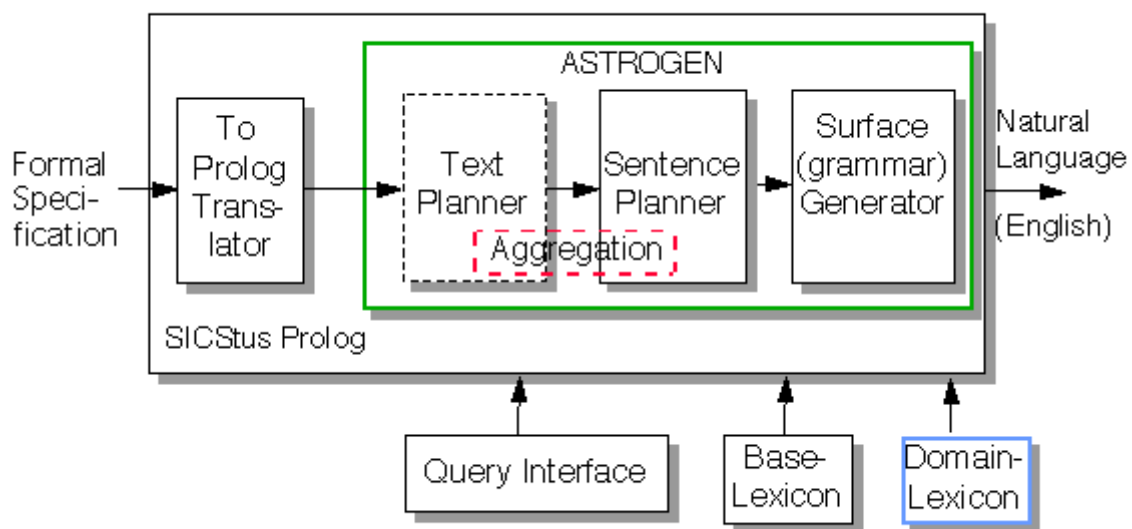 ASTROGEN
Formal
Speci-
fication
To
Prolog
Trans-
lator
Text
Planner
Sentence
Planner
Aggregation
Surface
(grammar)
Generator
Natural
Language
(English)
SICStus Prolog
Query Interface
Base-
Lexicon
Domain-
Lexicon